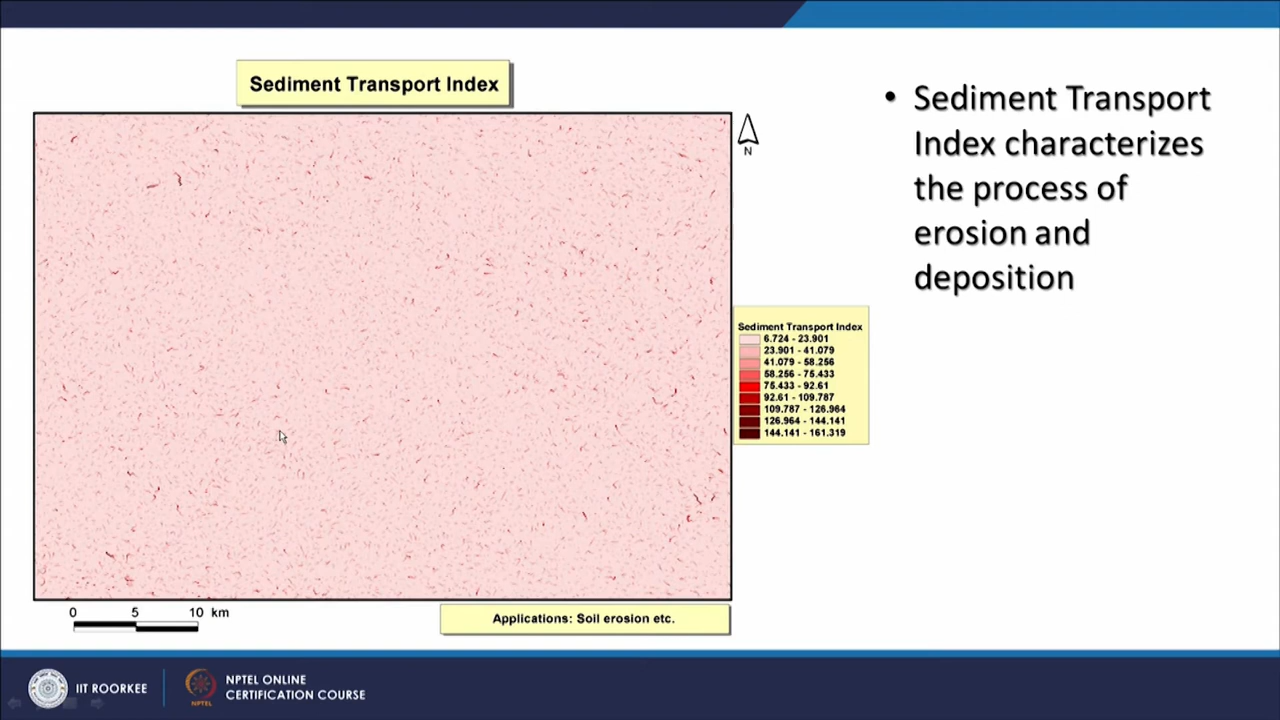 Sediment Transport Index
N
• Sediment Transport
Index characterizes
the process of
erosion and
deposition
Sediment Transport Index
6.724 - 23.901
23.901 - 41.079
41.079 - 58.256
58.256 - 75.433
75.433 - 92.61
92.61 - 109.787
109.787 - 126.964
126.964 - 144.141
144.141 - 161.319
0 5 10 km
Applications: Soil erosion etc.
IIT ROORKEE
NPTEL
NPTEL ONLINE
CERTIFICATION COURSE